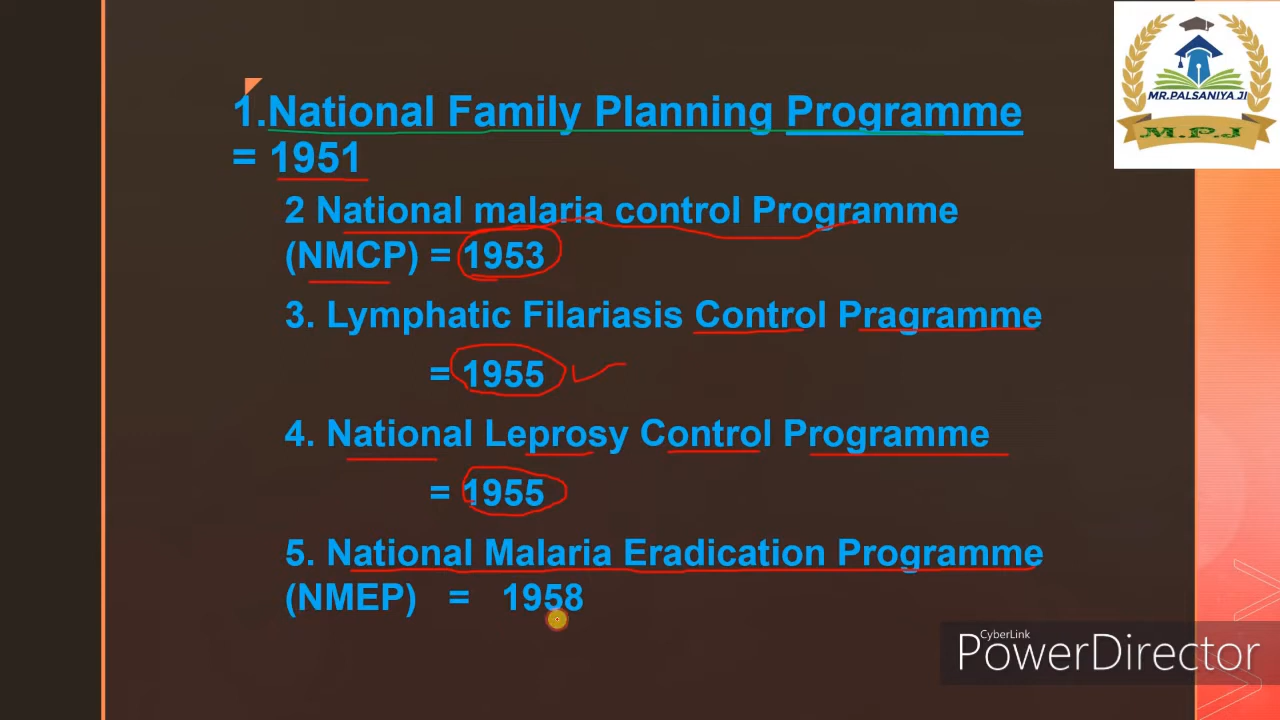 MR.PALSANIYA JI
M.P.J
1.National Family Planning Programme
= 1951
2 National malaria control Programme
(NMCP) = 1953
3. Lymphatic Filariasis Control Pragramme
= 1955
4. National Leprosy Control Programme
= 1955
5. National Malaria Eradication Programme
(NMEP) = 1958
CyberLink
PowerDirector